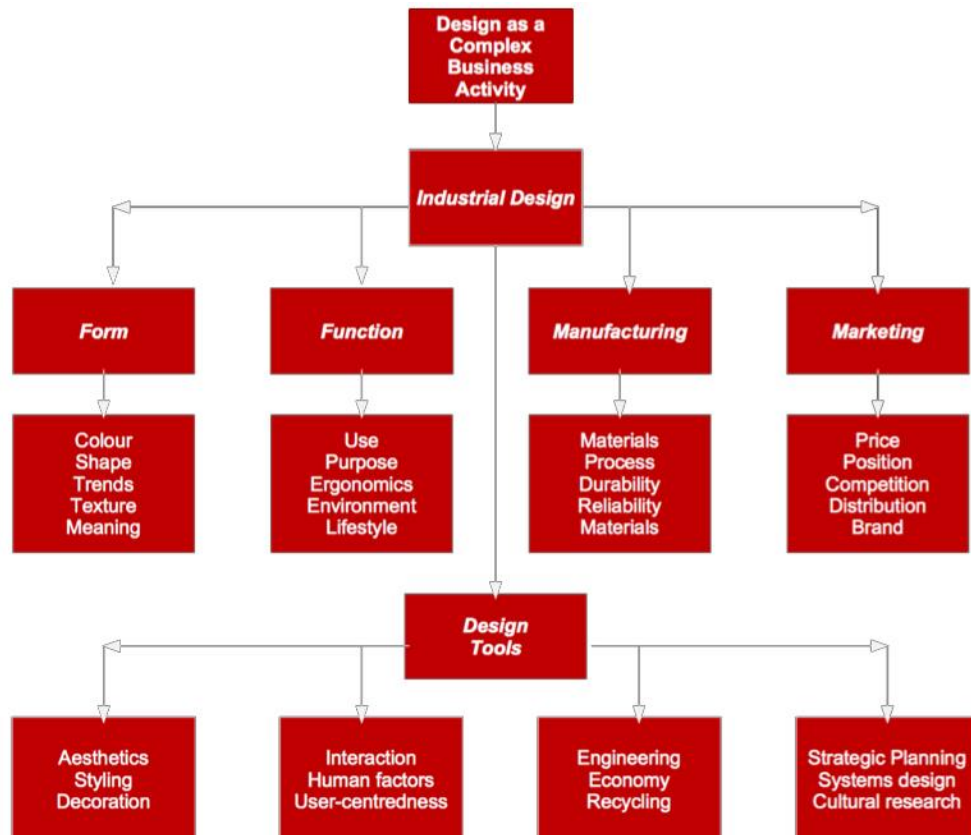 Design as a
Complex
Business
Activity
Industrial Design
Form
Function
Manufacturing
Marketing
Colour
Shape
Trends
Texture
Meaning
Use
Purpose
Ergonomics
Environment
Lifestyle
Materials
Process
Durability
Reliability
Materials
Price
Position
Competition
Distribution
Brand
Design
Tools
Aesthetics
Styling
Decoration
Interaction
Human factors
User-centredness
Engineering
Economy
Recycling
Strategic Planning
Systems design
Cultural research